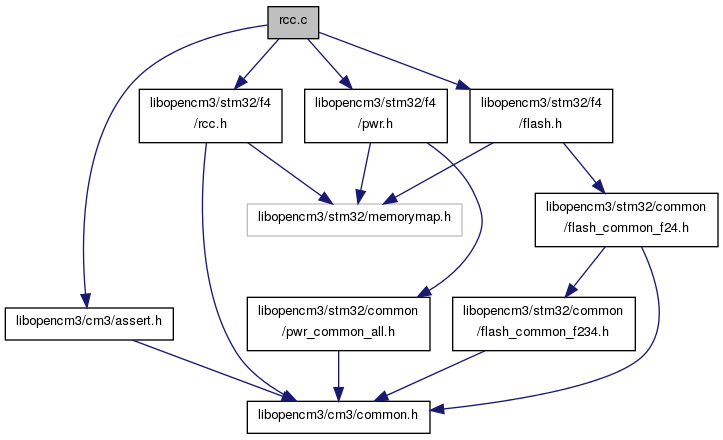 rcc.c
libopencm3/stm32/f4
/rcc.h
libopencm3/stm32/f4
/pwr.h
libopencm3/stm32/f4
/flash.h
libopencm3/stm32/memorymap.h
libopencm3/stm32/common
/flash_common_f24.h
libopencm3/cm3/assert.h
libopencm3/stm32/common
/pwr_common_all.h
libopencm3/stm32/common
/flash_common_f234.h
libopencm3/cm3/common.h